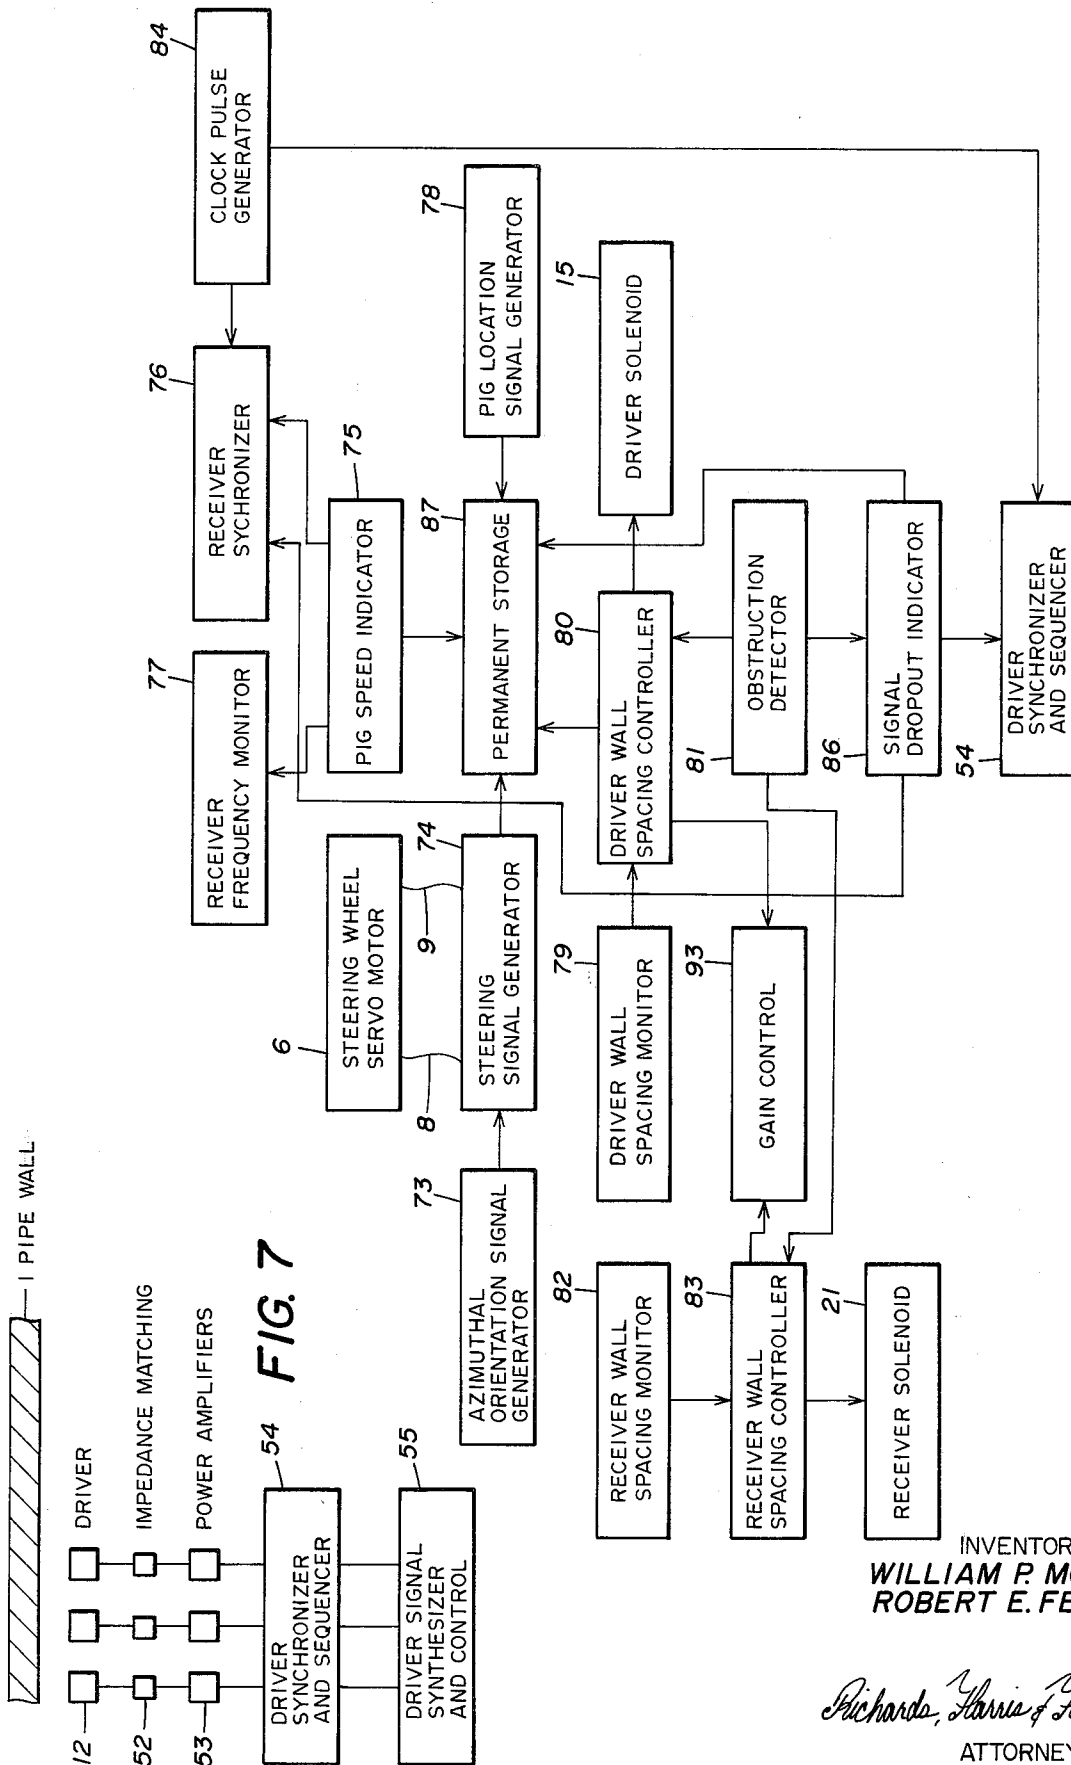 1 PIPE WALL
12
DRIVER
52
IMPEDANCE MATCHING
53
POWER AMPLIFIERS
54
DRIVER
SYNCHRONIZER
AND SEQUENCER
55
DRIVER SIGNAL
SYNTHESIZER
AND CONTROL
FIG. 7
77
RECEIVER
FREQUENCY MONITOR
76
RECEIVER
SYCHRONIZER
84
CLOCK PULSE
GENERATOR
6
STEERING WHEEL
SERVO MOTOR
75
PIG SPEED INDICATOR
8
9
73
AZIMUTHAL
ORIENTATION SIGNAL
GENERATOR
74
STEERING
SIGNAL GENERATOR
87
PERMANENT STORAGE
78
PIG LOCATION
SIGNAL GENERATOR
82
RECEIVER WALL
SPACING MONITOR
79
DRIVER WALL
SPACING MONITOR
80
DRIVER WALL
SPACING CONTROLLER
15
DRIVER SOLENOID
83
RECEIVER WALL
SPACING CONTROLLER
93
GAIN CONTROL
81
OBSTRUCTION
DETECTOR
21
RECEIVER SOLENOID
86
SIGNAL
DROPOUT INDICATOR
54
DRIVER
SYNCHRONIZER
AND SEQUENCER
INVENTOR
WILLIAM P. 
ROBERT E. 
Richards, Harris &
ATTORNEY